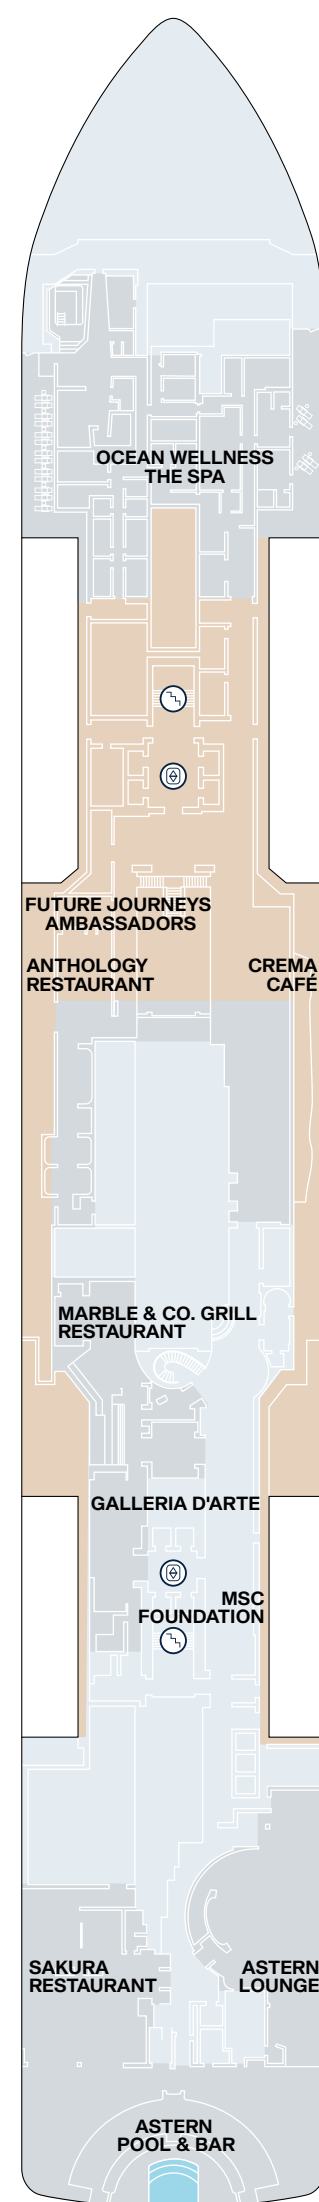 OCEAN WELLNESS
THE SPA
FUTURE JOURNEYS
AMBASSADORS
ANTHOLOGY
RESTAURANT
CREMA
CAFÉ
MARBLE & CO. GRILL
RESTAURANT
GALLERIA D'ARTE
MSC
FOUNDATION
SAKURA
RESTAURANT
ASTERN
LOUNGE
ASTERN
POOL & BAR